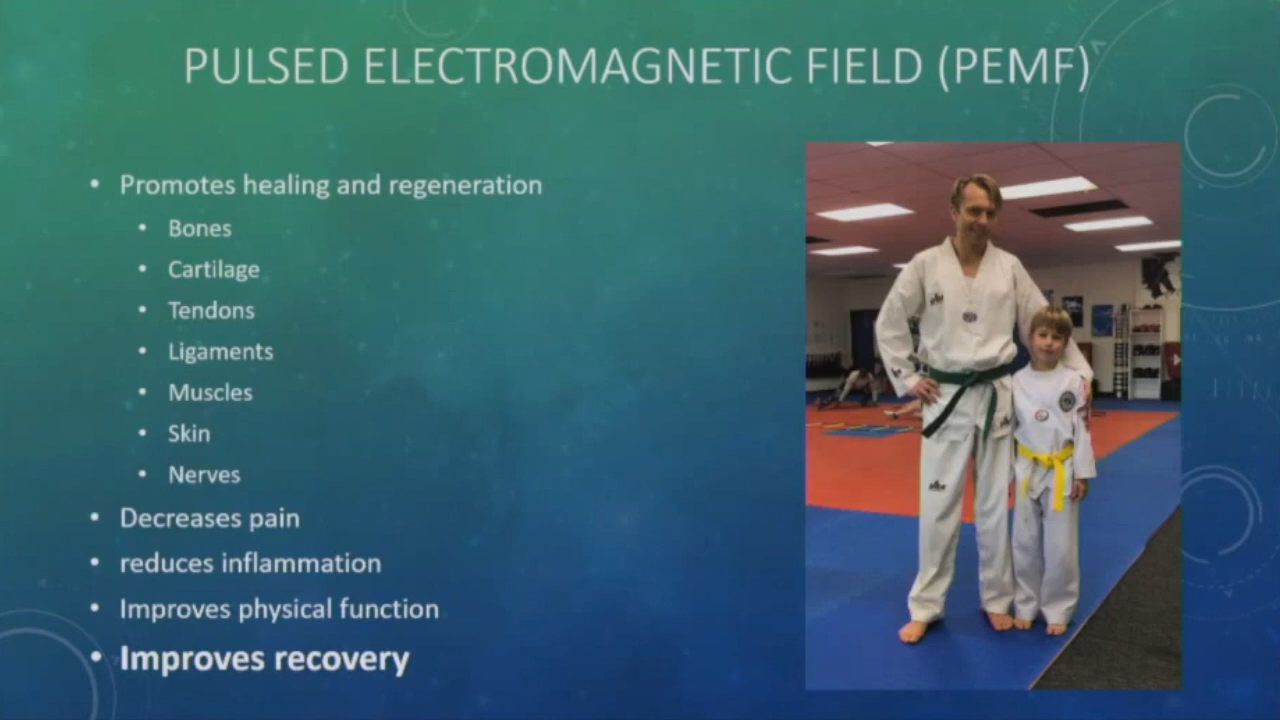 PULSED ELECTROMAGNETIC FIELD (PEMF)
• Promotes healing and regeneration
• Bones
• Cartilage
• Tendons
• Ligaments
• Muscles
• Skin
• Nerves
• Decreases pain
• reduces inflammation
• Improves physical function
• Improves recovery